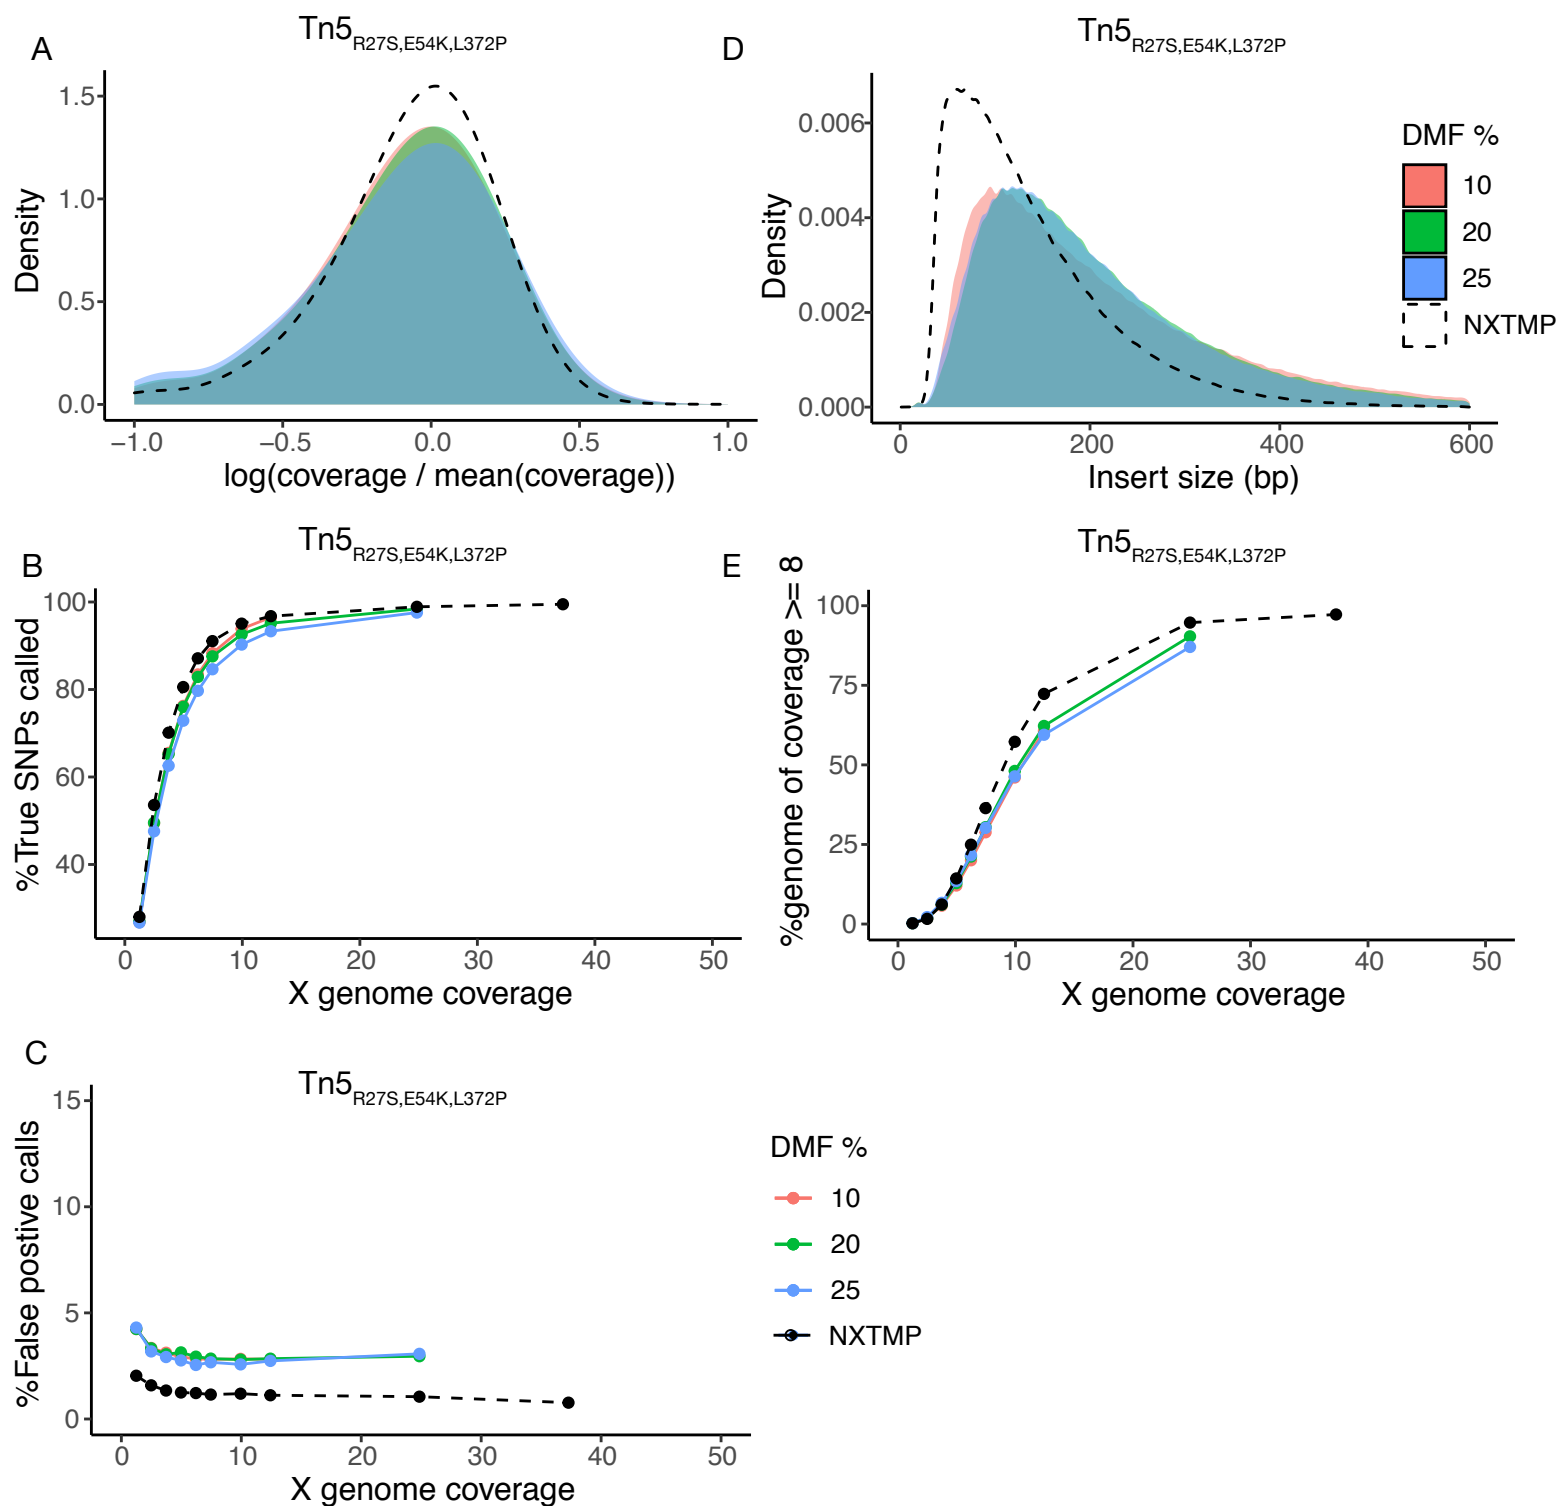 A
Tn5R27S,E54K,L372P
1.5
1.0
0.5
0.0
Density
−1.0
−0.5
0.0
0.5
1.0
log(coverage / mean(coverage))
D
Tn5R27S,E54K,L372P
0.006
0.004
0.002
0.000
Density
0
200
400
600
Insert size (bp)
DMF %
10
20
25
NXTMP
B
Tn5R27S,E54K,L372P
100
80
60
40
%True SNPs called
0
10
20
30
40
50
X genome coverage
E
Tn5R27S,E54K,L372P
100
75
50
25
0
%genome of coverage >= 8
0
10
20
30
40
50
X genome coverage
C
Tn5R27S,E54K,L372P
15
10
5
0
%False postive calls
0
10
20
30
40
50
X genome coverage
DMF %
10
20
25
NXTMP